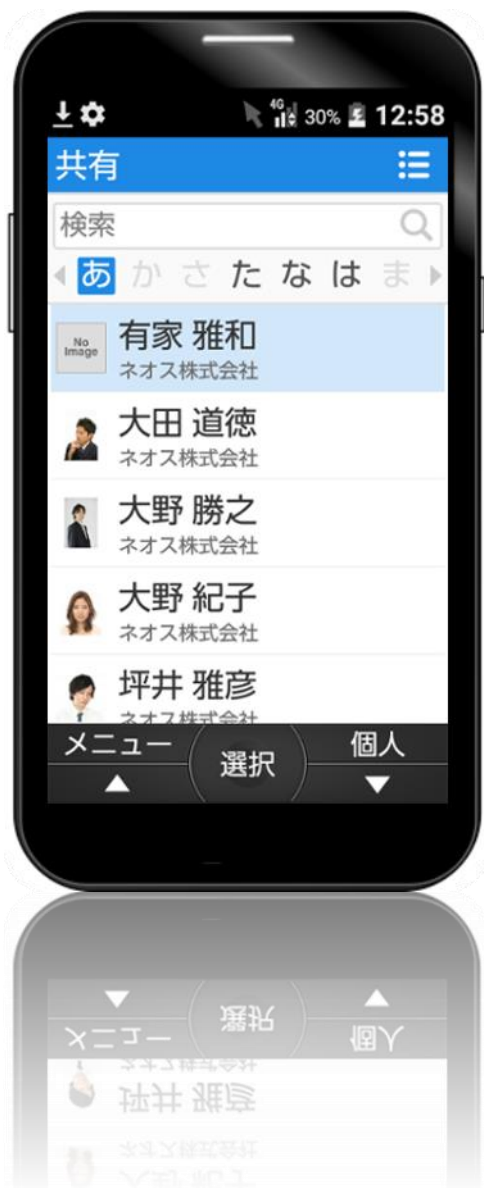 4G 30% 12:58
共有
検索
あ か さ た な は ま
No Image
有家 雅和
ネオス株式会社
大田 道徳
ネオス株式会社
大野 勝之
ネオス株式会社
大野 紀子
ネオス株式会社
坪井 雅彦
ネオス株式会社
メニュー 選択 個人